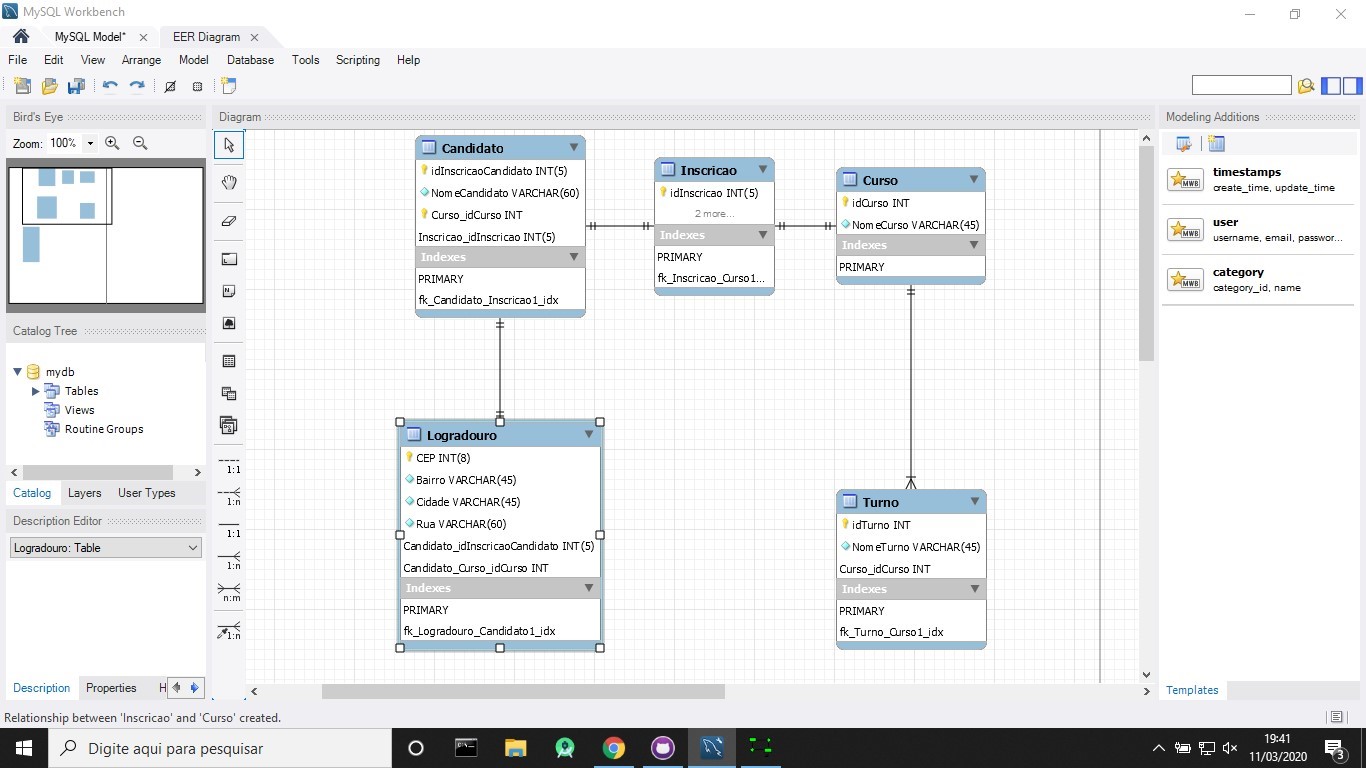 MySQL Workbench
MySQL Model*
EER Diagram
File Edit View Arrange Model Database Tools Scripting Help
Bird's Eye
Zoom: 100%
Catalog Tree
mydb
Tables
Views
Routine Groups
Catalog Layers User Types
Description Editor
Logradouro: Table
Description Properties H
Diagram
1:1
1:n
1:1
1:n
n:m
1:n
Candidato
idInscricaoCandidato INT(5)
NomeCandidato VARCHAR(60)
Curso_idCurso INT
Inscricao_idInscricao INT(5)
Indexes
PRIMARY
fk_Candidato_Inscricao1_idx
Inscricao
idInscricao INT(5)
2 more...
Indexes
PRIMARY
fk_Inscricao_Curso1...
Curso
idCurso INT
NomeCurso VARCHAR(45)
Indexes
PRIMARY
Logradouro
CEP INT(8)
Bairro VARCHAR(45)
Cidade VARCHAR(45)
Rua VARCHAR(60)
Candidato_idInscricaoCandidato INT(5)
Candidato_Curso_idCurso INT
Indexes
PRIMARY
fk_Logradouro_Candidato1_idx
Turno
idTurno INT
NomeTurno VARCHAR(45)
Curso_idCurso INT
Indexes
PRIMARY
fk_Turno_Curso1_idx
Modeling Additions
MWB
timestamps
create_time, update_time
MWB
user
username, email, passwor...
MWB
category
category_id, name
Templates
Relationship between 'Inscricao' and 'Curso' created.
Digite aqui para pesquisar
19:41
11/03/2020
3